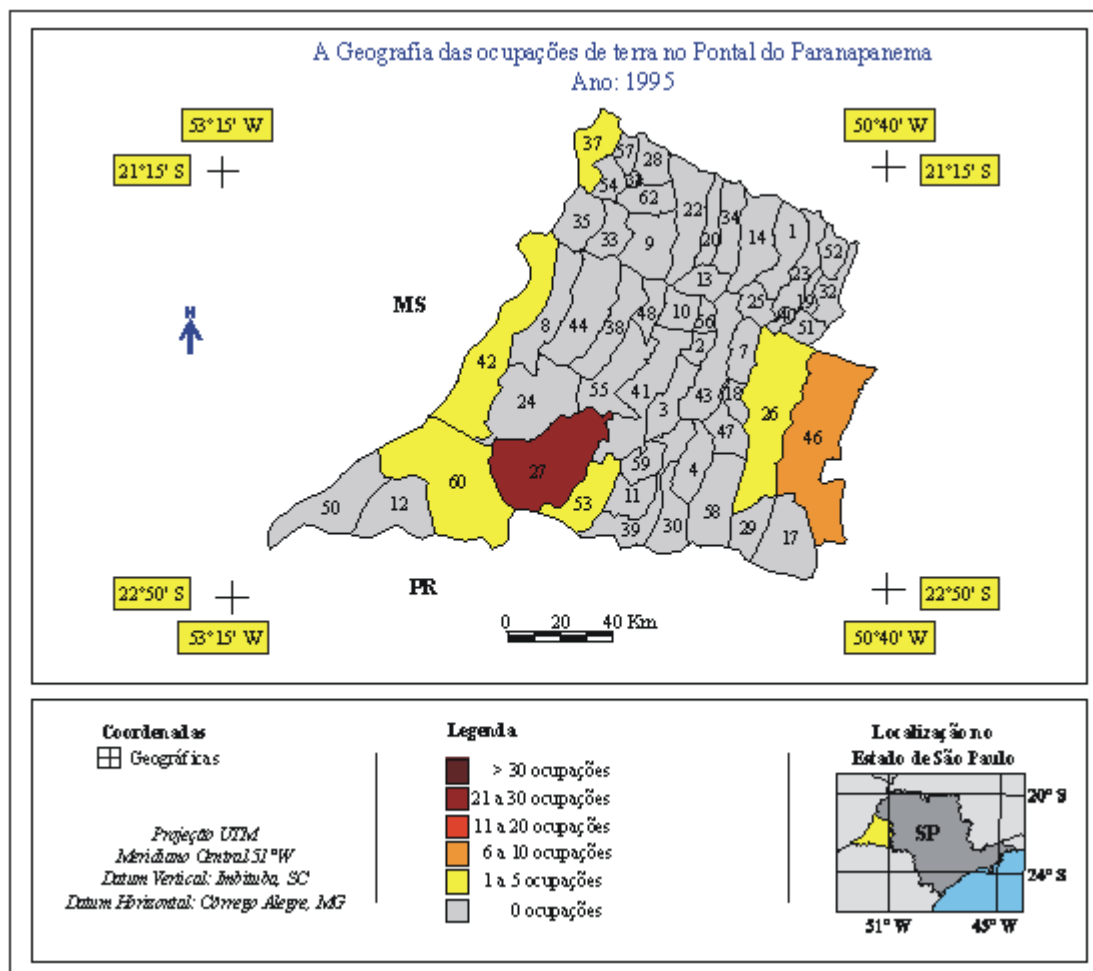 A Geografia das ocupações de terra no Pontal do Paranapanema
Ano: 1995
53°15' W
50°40' W
21°15' S
21°15' S
37
57
28
54
31
62
22
34
35
33
9
20
14
1
52
13
23
32
25
19
40
51
N
MS
8
44
38
48
10
56
2
7
42
24
55
41
3
43
18
26
46
47
27
60
53
59
4
11
50
12
39
30
58
29
17
22°50' S
22°50' S
53°15' W
50°40' W
PR
0 20 40 Km
Coordenadas
Geográficas
Projeção UTM
Meridiano Central 51°W
Datum Vertical: Imbituba, SC
Datum Horizontal: Córrego Alegre, MG
Legenda
> 30 ocupações
21 a 30 ocupações
11 a 20 ocupações
6 a 10 ocupações
1 a 5 ocupações
0 ocupações
Localização no
Estado de São Paulo
20° S
SP
24° S
51° W 45° W